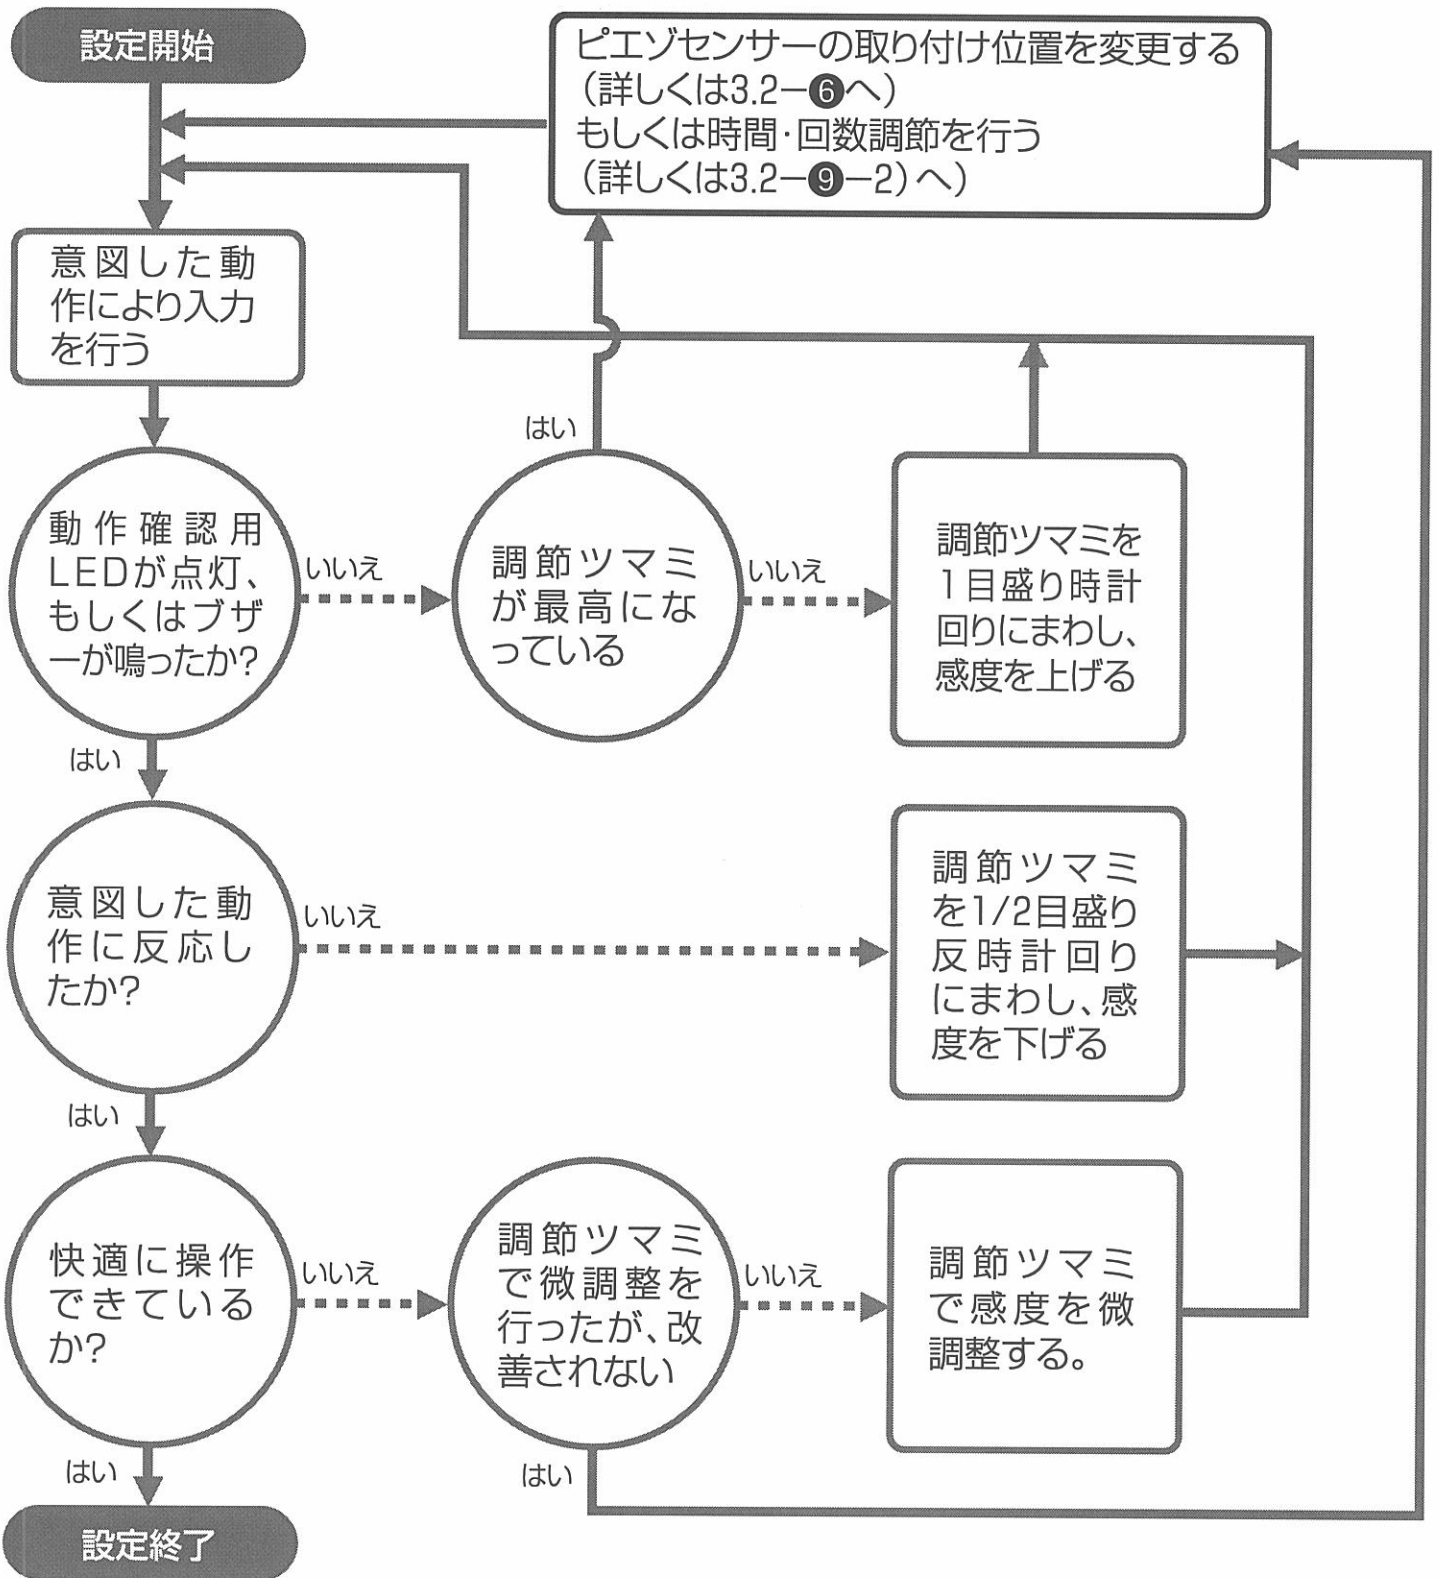 設定開始
ピエゾセンサーの取り付け位置を変更する
（詳しくは3.2－❻へ）
もしくは時間・回数調節を行う
（詳しくは3.2－❾－2）へ）
意図した動
作により入力
を行う
はい
動作確認用
LEDが点灯、
もしくはブザ
ーが鳴ったか?
いいえ
調節ツマミ
が最高にな
っている
いいえ
調節ツマミを
1目盛り時計
回りにまわし、
感度を上げる
はい
意図した動
作に反応し
たか?
いいえ
調節ツマミ
を1/2目盛り
反時計回り
にまわし、感
度を下げる
はい
快適に操作
できている
か?
いいえ
調節ツマミ
で微調整を
行ったが、改
善されない
いいえ
調節ツマミ
で感度を微
調整する。
はい
はい
設定終了